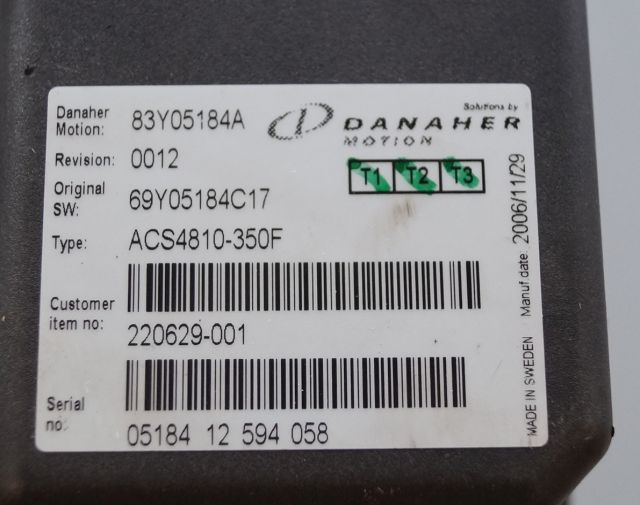 Danaher Motion: 83Y05184A
Solutions by
DANAHER
MOTION
Revision: 0012
T1 T2 T3
Original SW: 69Y05184C17
Type: ACS4810-350F
Customer item no: 220629-001
Serial no: 05184 12 594 058
MADE IN SWEDEN Manuf date: 2006/11/29